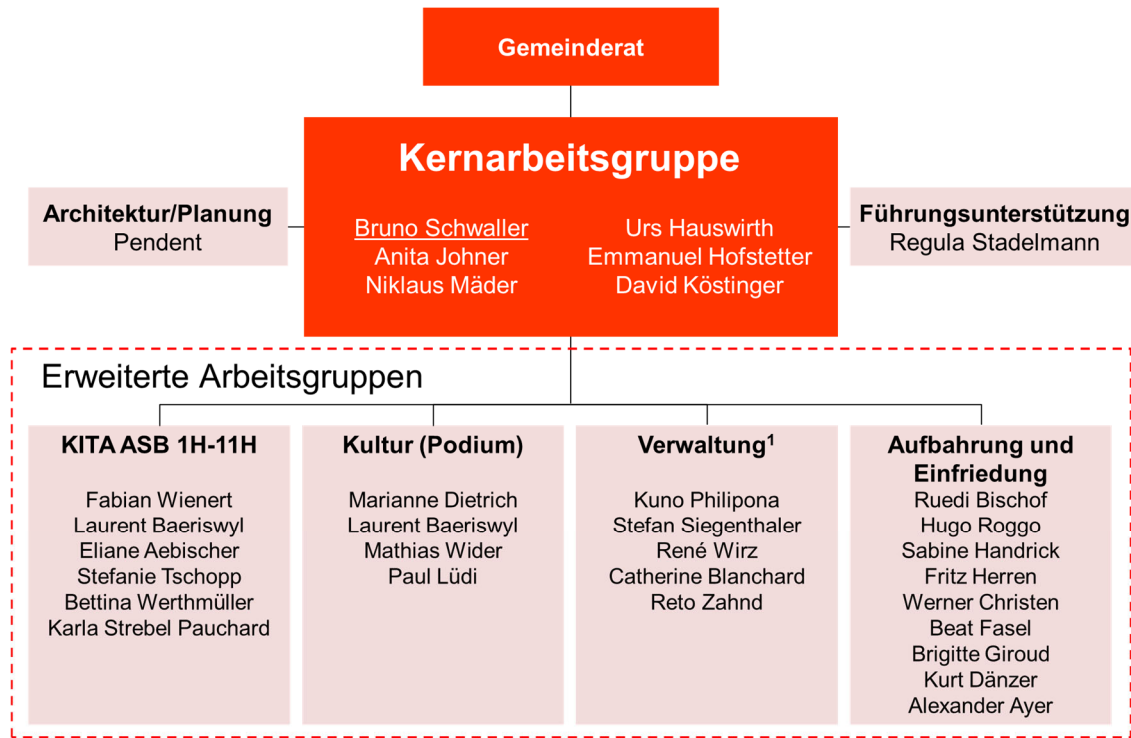 Gemeinderat
Kernarbeitsgruppe
Bruno Schwaller
Anita Johner
Niklaus Mäder
Urs Hauswirth
Emmanuel Hofstetter
David Köstinger
Architektur/Planung
Pendent
Führungsunterstützung
Regula Stadelmann
Erweiterte Arbeitsgruppen
KITA ASB 1H-11H
Fabian Wienert
Laurent Baeriswyl
Eliane Aebischer
Stefanie Tschopp
Bettina Werthmüller
Karla Strebel Pauchard
Kultur (Podium)
Marianne Dietrich
Laurent Baeriswyl
Mathias Wider
Paul Lüdi
Verwaltung¹
Kuno Philipona
Stefan Siegenthaler
René Wirz
Catherine Blanchard
Reto Zahnd
Aufbahrung und
Einfriedung
Ruedi Bischof
Hugo Roggo
Sabine Handrick
Fritz Herren
Werner Christen
Beat Fasel
Brigitte Giroud
Kurt Dänzer
Alexander Ayer